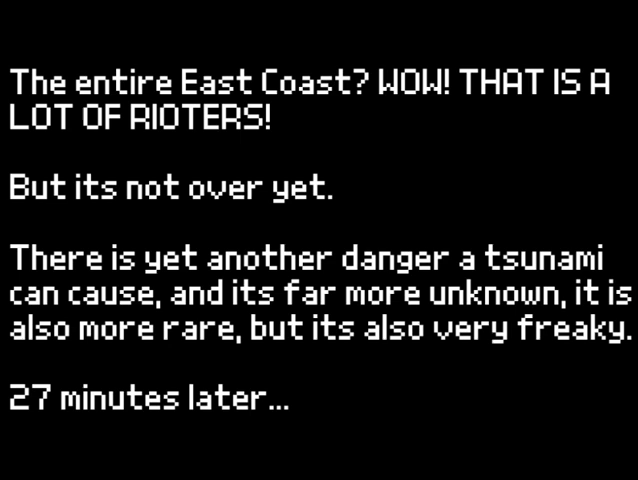 The entire East Coast? WOW! THAT IS A
LOT OF RIOTERS!
But its not over yet.
There is yet another danger a tsunami
can cause, and its far more unknown, it is
also more rare, but its also very freaky.
27 minutes later...